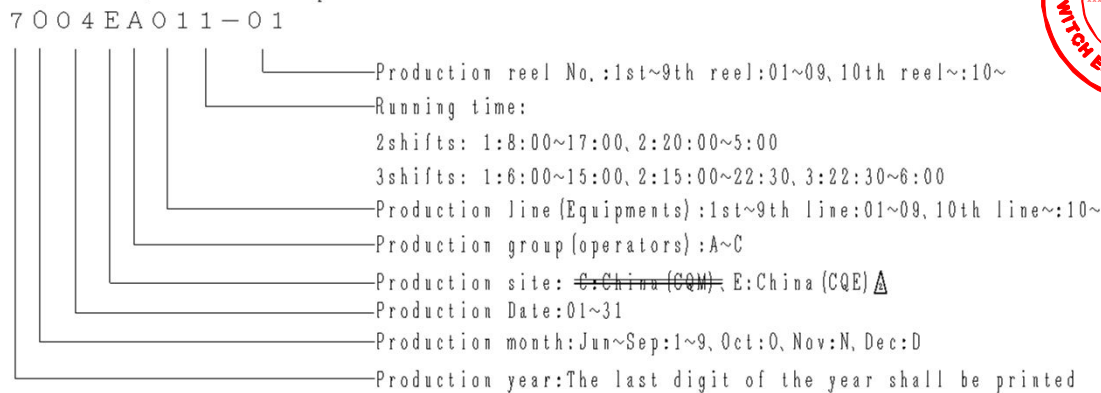 7OO4EAO11-O1
Production reel No.:1st~9th reel:01~09、10th reel~:10~
Running time:
2shifts: 1:8:00~17:00、2:20:00~5:00
3shifts: 1:6:00~15:00、2:15:00~22:30、3:22:30~6:00
Production line(Equipments):1st~9th line:01~09、10th line~:10~
Production group(operators):A~C
Production site: C:China(CQM)、E:China(CQE)
Production Date:01~31
Production month:Jun~Sep:1~9、Oct:O、Nov:N、Dec:D
Production year:The last digit of the year shall be printed